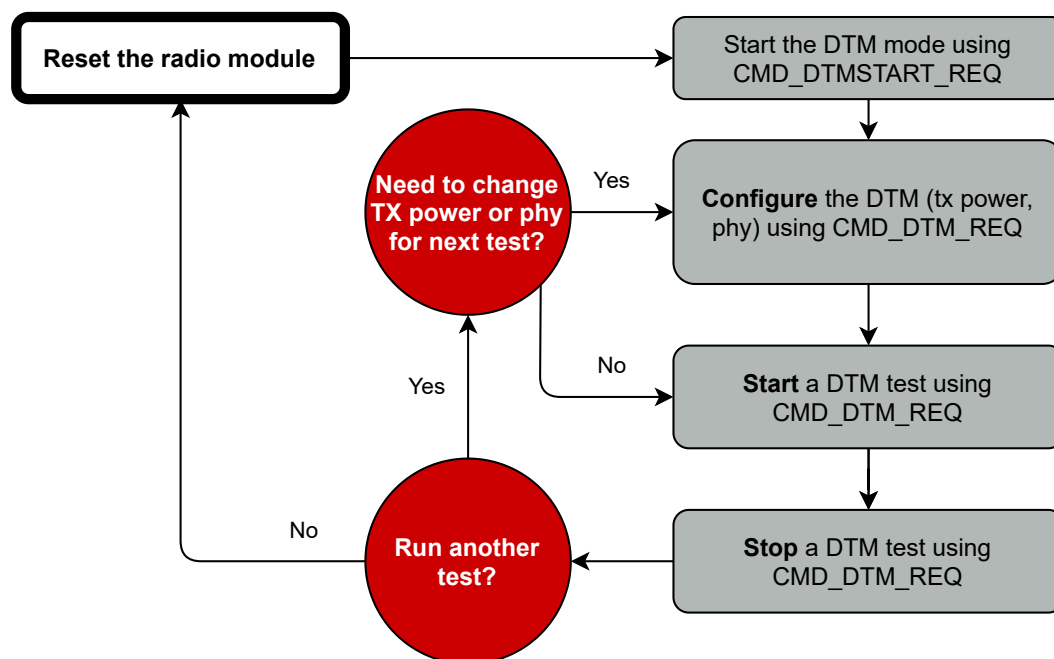 Reset the radio module
Start the DTM mode using
CMD_DTMSTART_REQ
Need to change
TX power or phy
for next test?
Yes
Configure the DTM (tx power,
phy) using CMD_DTM_REQ
No
Start a DTM test using
CMD_DTM_REQ
Yes
No
Run another
test?
Stop a DTM test using
CMD_DTM_REQ